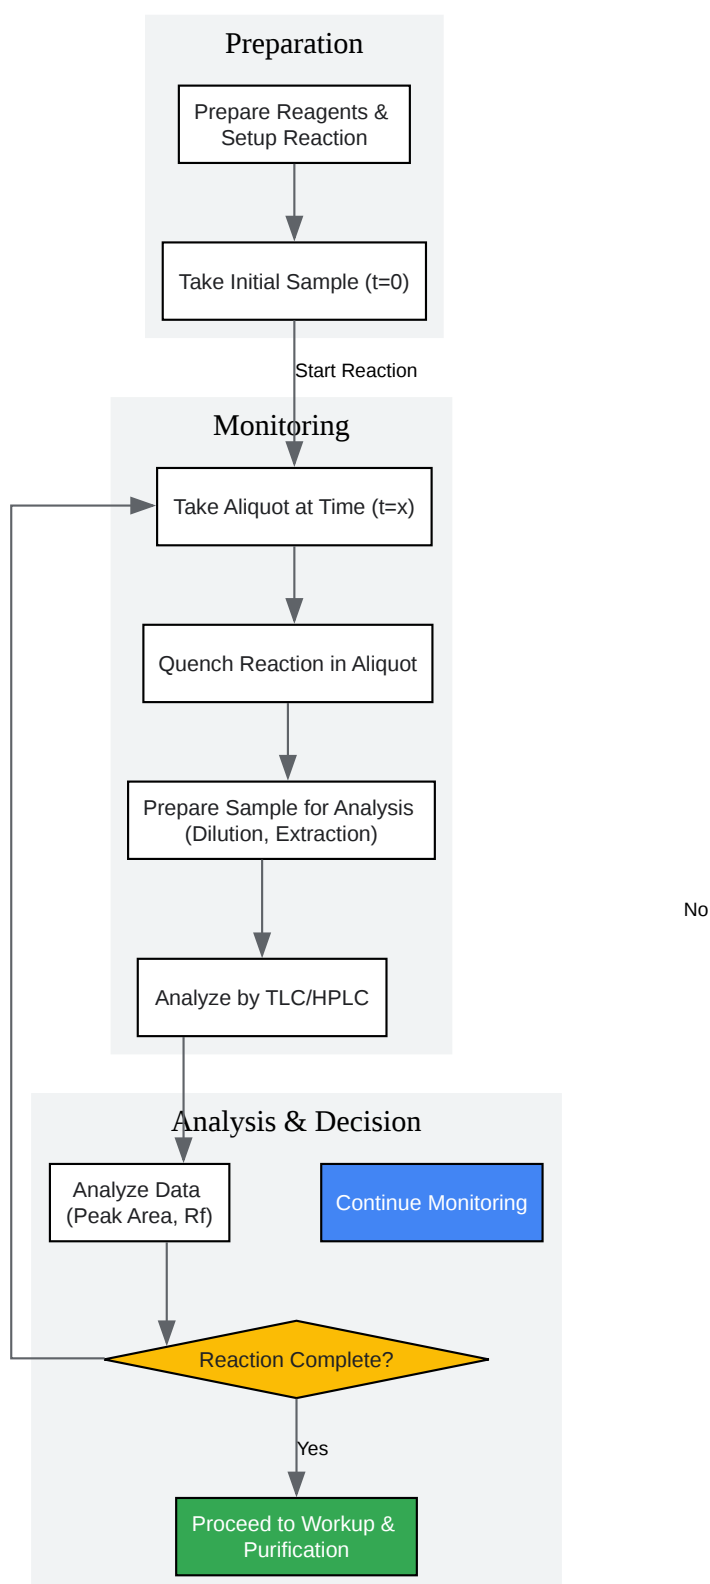 Preparation
Prepare Reagents &
Setup Reaction
Take Initial Sample (t=0)
Start Reaction
Monitoring
Take Aliquot at Time (t=x)
Quench Reaction in Aliquot
Prepare Sample for Analysis
(Dilution, Extraction)
No
Analyze by TLC/HPLC
Analysis & Decision
Analyze Data
(Peak Area, Rf)
Continue Monitoring
Reaction Complete?
Yes
Proceed to Workup &
Purification